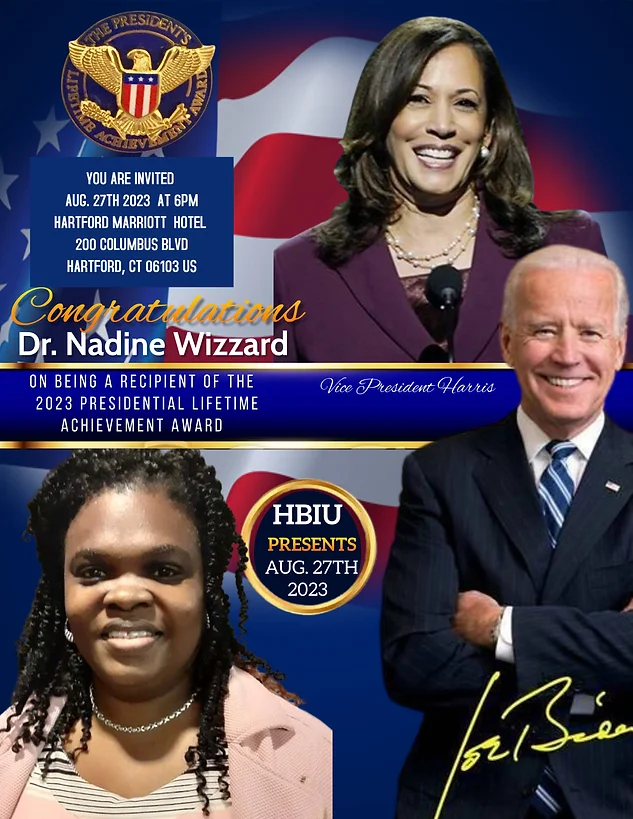 THE PRESIDENT'S
LIFETIME ACHIEVEMENT AWARD
YOU ARE INVITED
AUG. 27TH 2023 AT 6PM
HARTFORD MARRIOTT HOTEL
200 COLUMBUS BLVD
HARTFORD, CT 06103 US
Congratulations
Dr. Nadine Wizzard
ON BEING A RECIPIENT OF THE
2023 PRESIDENTIAL LIFETIME
ACHIEVEMENT AWARD
Vice President Harris
HBIU
PRESENTS
AUG. 27TH
2023
Joe Biden